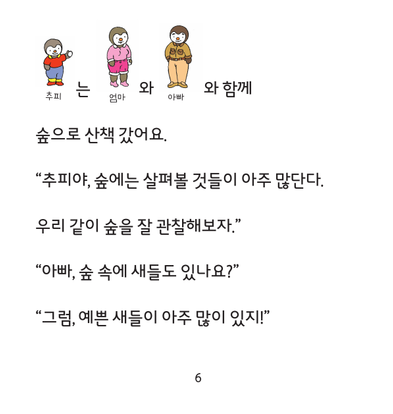 추피 는 엄마 와 아빠 와 함께
숲으로 산책 갔어요.
“추피야, 숲에는 살펴볼 것들이 아주 많단다.
우리 같이 숲을 잘 관찰해보자.”
“아빠, 숲 속에 새들도 있나요?”
“그럼, 예쁜 새들이 아주 많이 있지!”
6